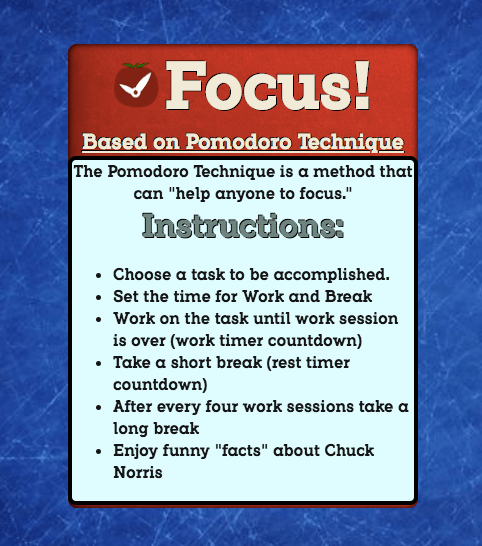 Focus!
Based on Pomodoro Technique
The Pomodoro Technique is a method that
can "help anyone to focus."
Instructions:
• Choose a task to be accomplished.
• Set the time for Work and Break
• Work on the task until work session
is over (work timer countdown)
• Take a short break (rest timer
countdown)
• After every four work sessions take a
long break
• Enjoy funny "facts" about Chuck
Norris